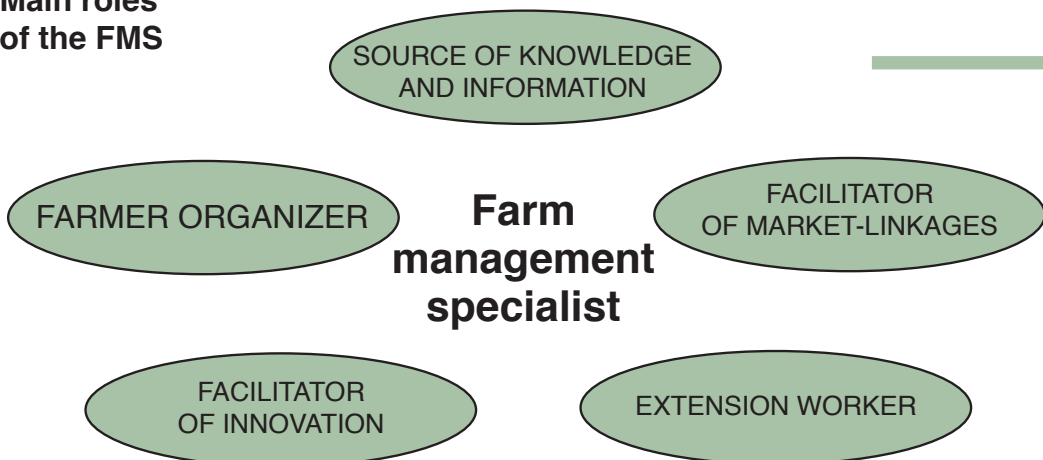 Main roles
of the FMS
SOURCE OF KNOWLEDGE
AND INFORMATION
FARMER ORGANIZER
Farm
management
specialist
FACILITATOR
OF MARKET-LINKAGES
FACILITATOR
OF INNOVATION
EXTENSION WORKER